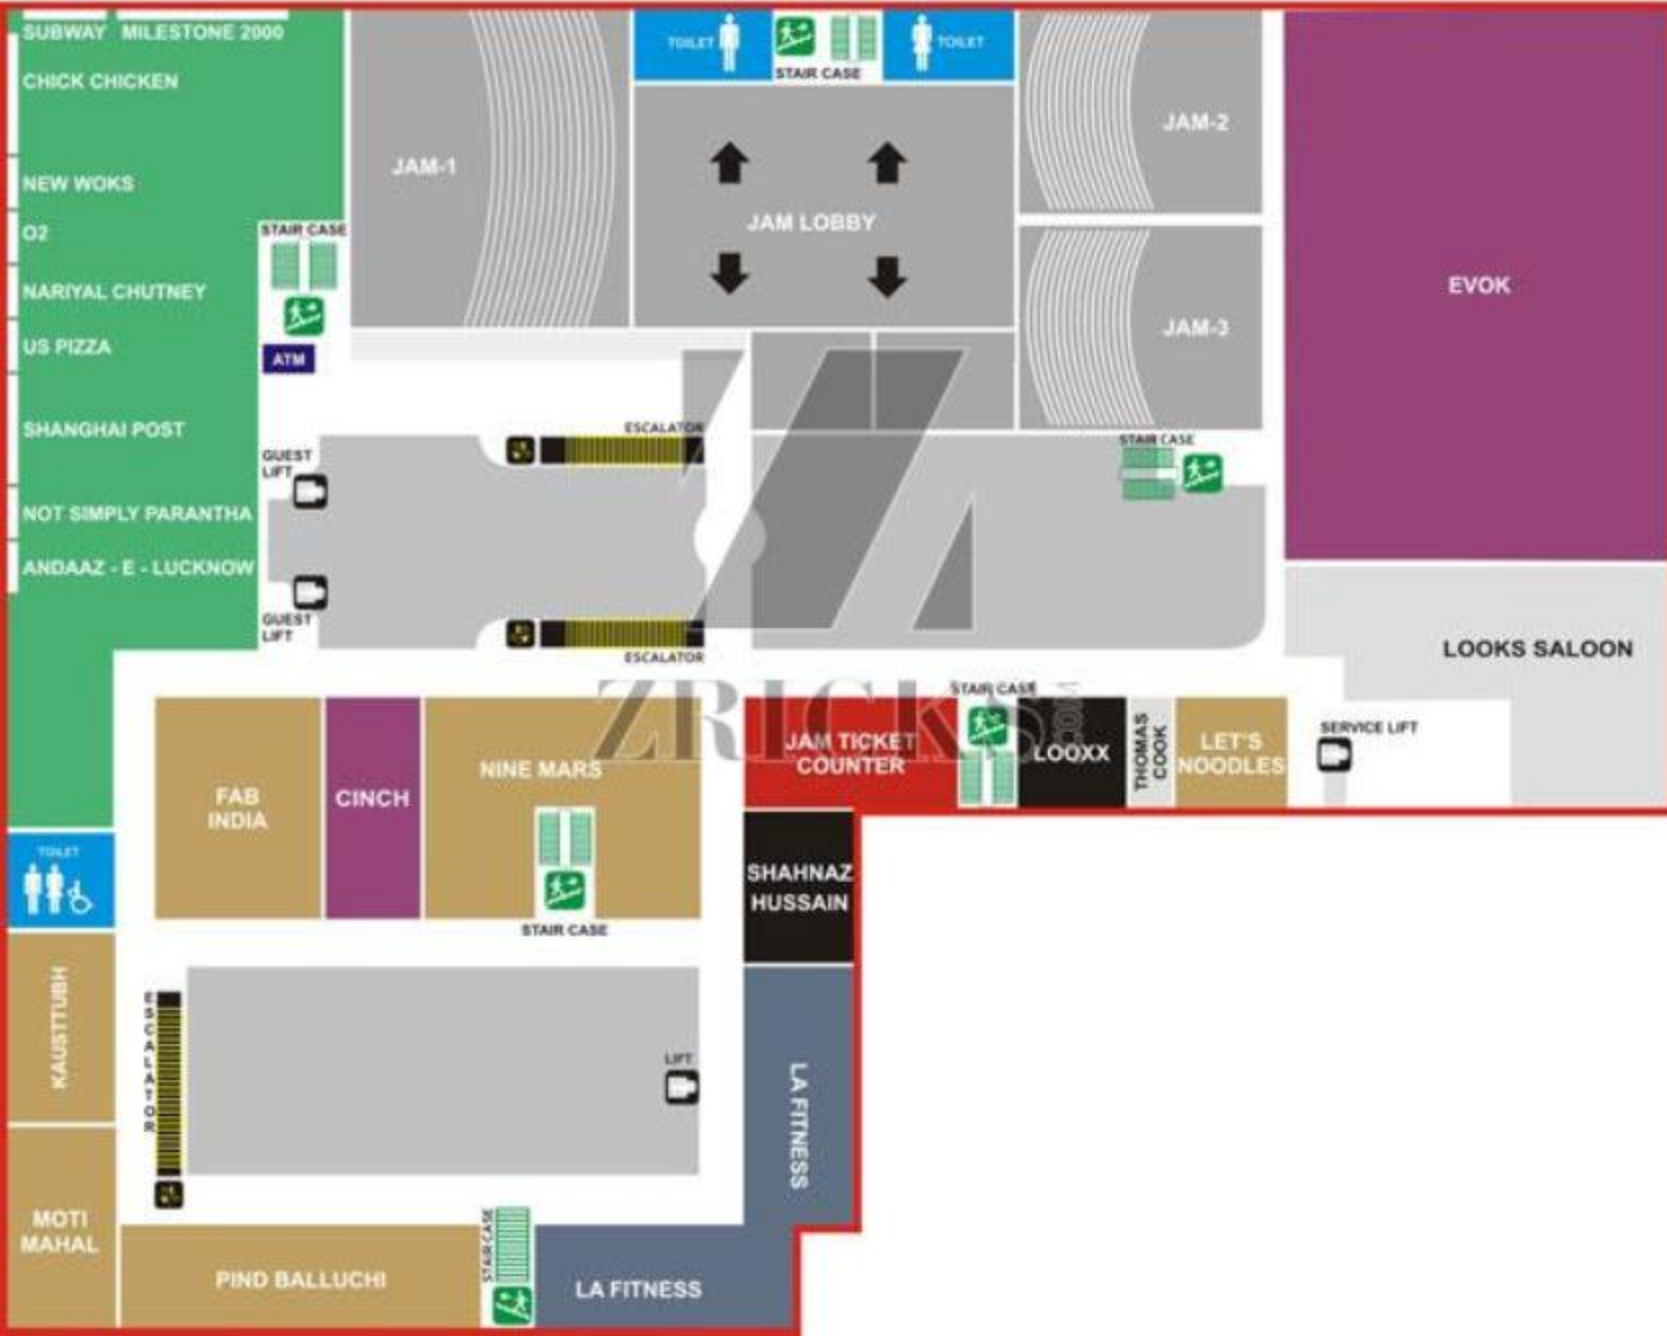 SUBWAY MILESTONE 2000
CHICK CHICKEN
NEW WOKS
O2
NARIYAL CHUTNEY
US PIZZA
SHANGHAI POST
NOT SIMPLY PARANTHA
ANDAAZ - E - LUCKNOW
STAIR CASE
ATM
GUEST
LIFT
GUEST
LIFT
JAM-1
TOILET
STAIR CASE
TOILET
JAM LOBBY
JAM-2
JAM-3
EVOK
ESCALATOR
ESCALATOR
STAIR CASE
LOOKS SALOON
ZRICKS
.COM
FAB
INDIA
CINCH
NINE MARS
STAIR CASE
JAM TICKET
COUNTER
STAIR CASE
LOOXX
THOMAS
COOK
LET'S
NOODLES
SERVICE LIFT
SHAHNAZ
HUSSAIN
TOILET
KAUSTTUBH
ESCALATOR
LIFT
LA FITNESS
MOTI
MAHAL
PIND BALLUCHI
STAIRCASE
LA FITNESS